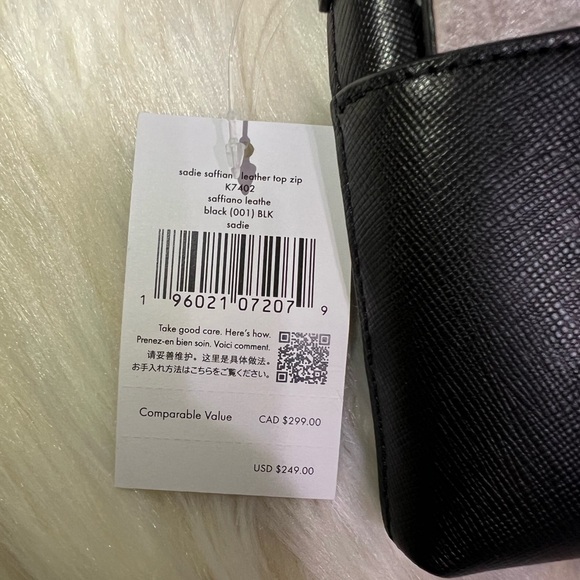 sadie saffian leather top zip
K7402
saffiano leathe
black (001) BLK
sadie
1 96021 07207 9
Take good care. Here's how.
Prenez-en bien soin. Voici comment.
请妥善维护。这里是具体做法。
お手入れ方法はこちらをご覧ください。
Comparable Value CAD $299.00
USD $249.00